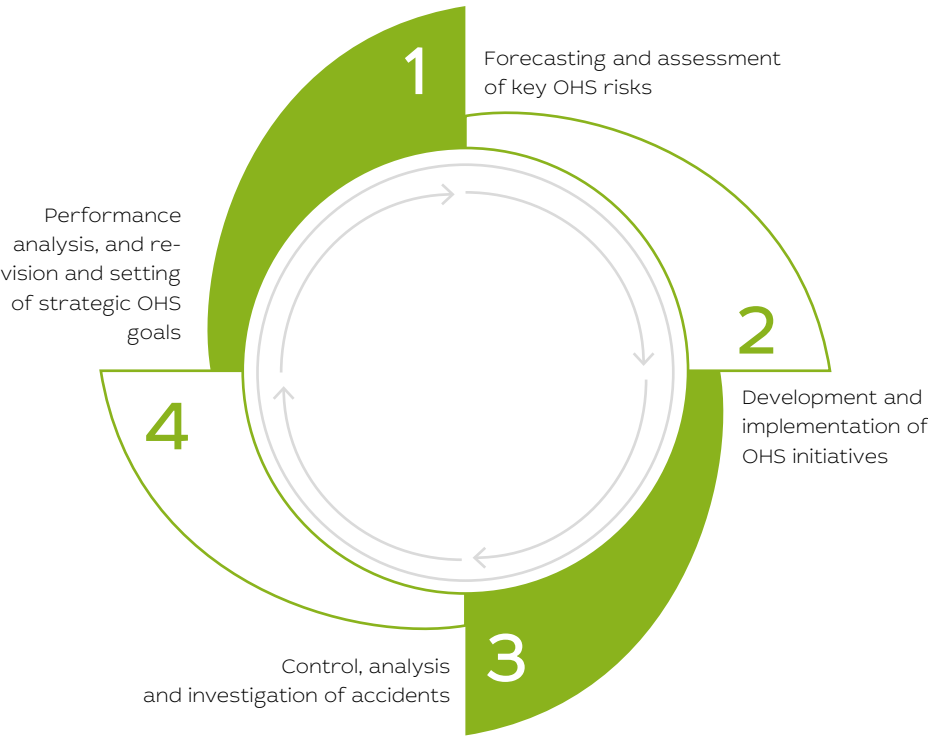 1
Forecasting and assessment
of key OHS risks
2
Development and
implementation of
OHS initiatives
3
Control, analysis
and investigation of accidents
4
Performance
analysis, and re-
vision and setting
of strategic OHS
goals